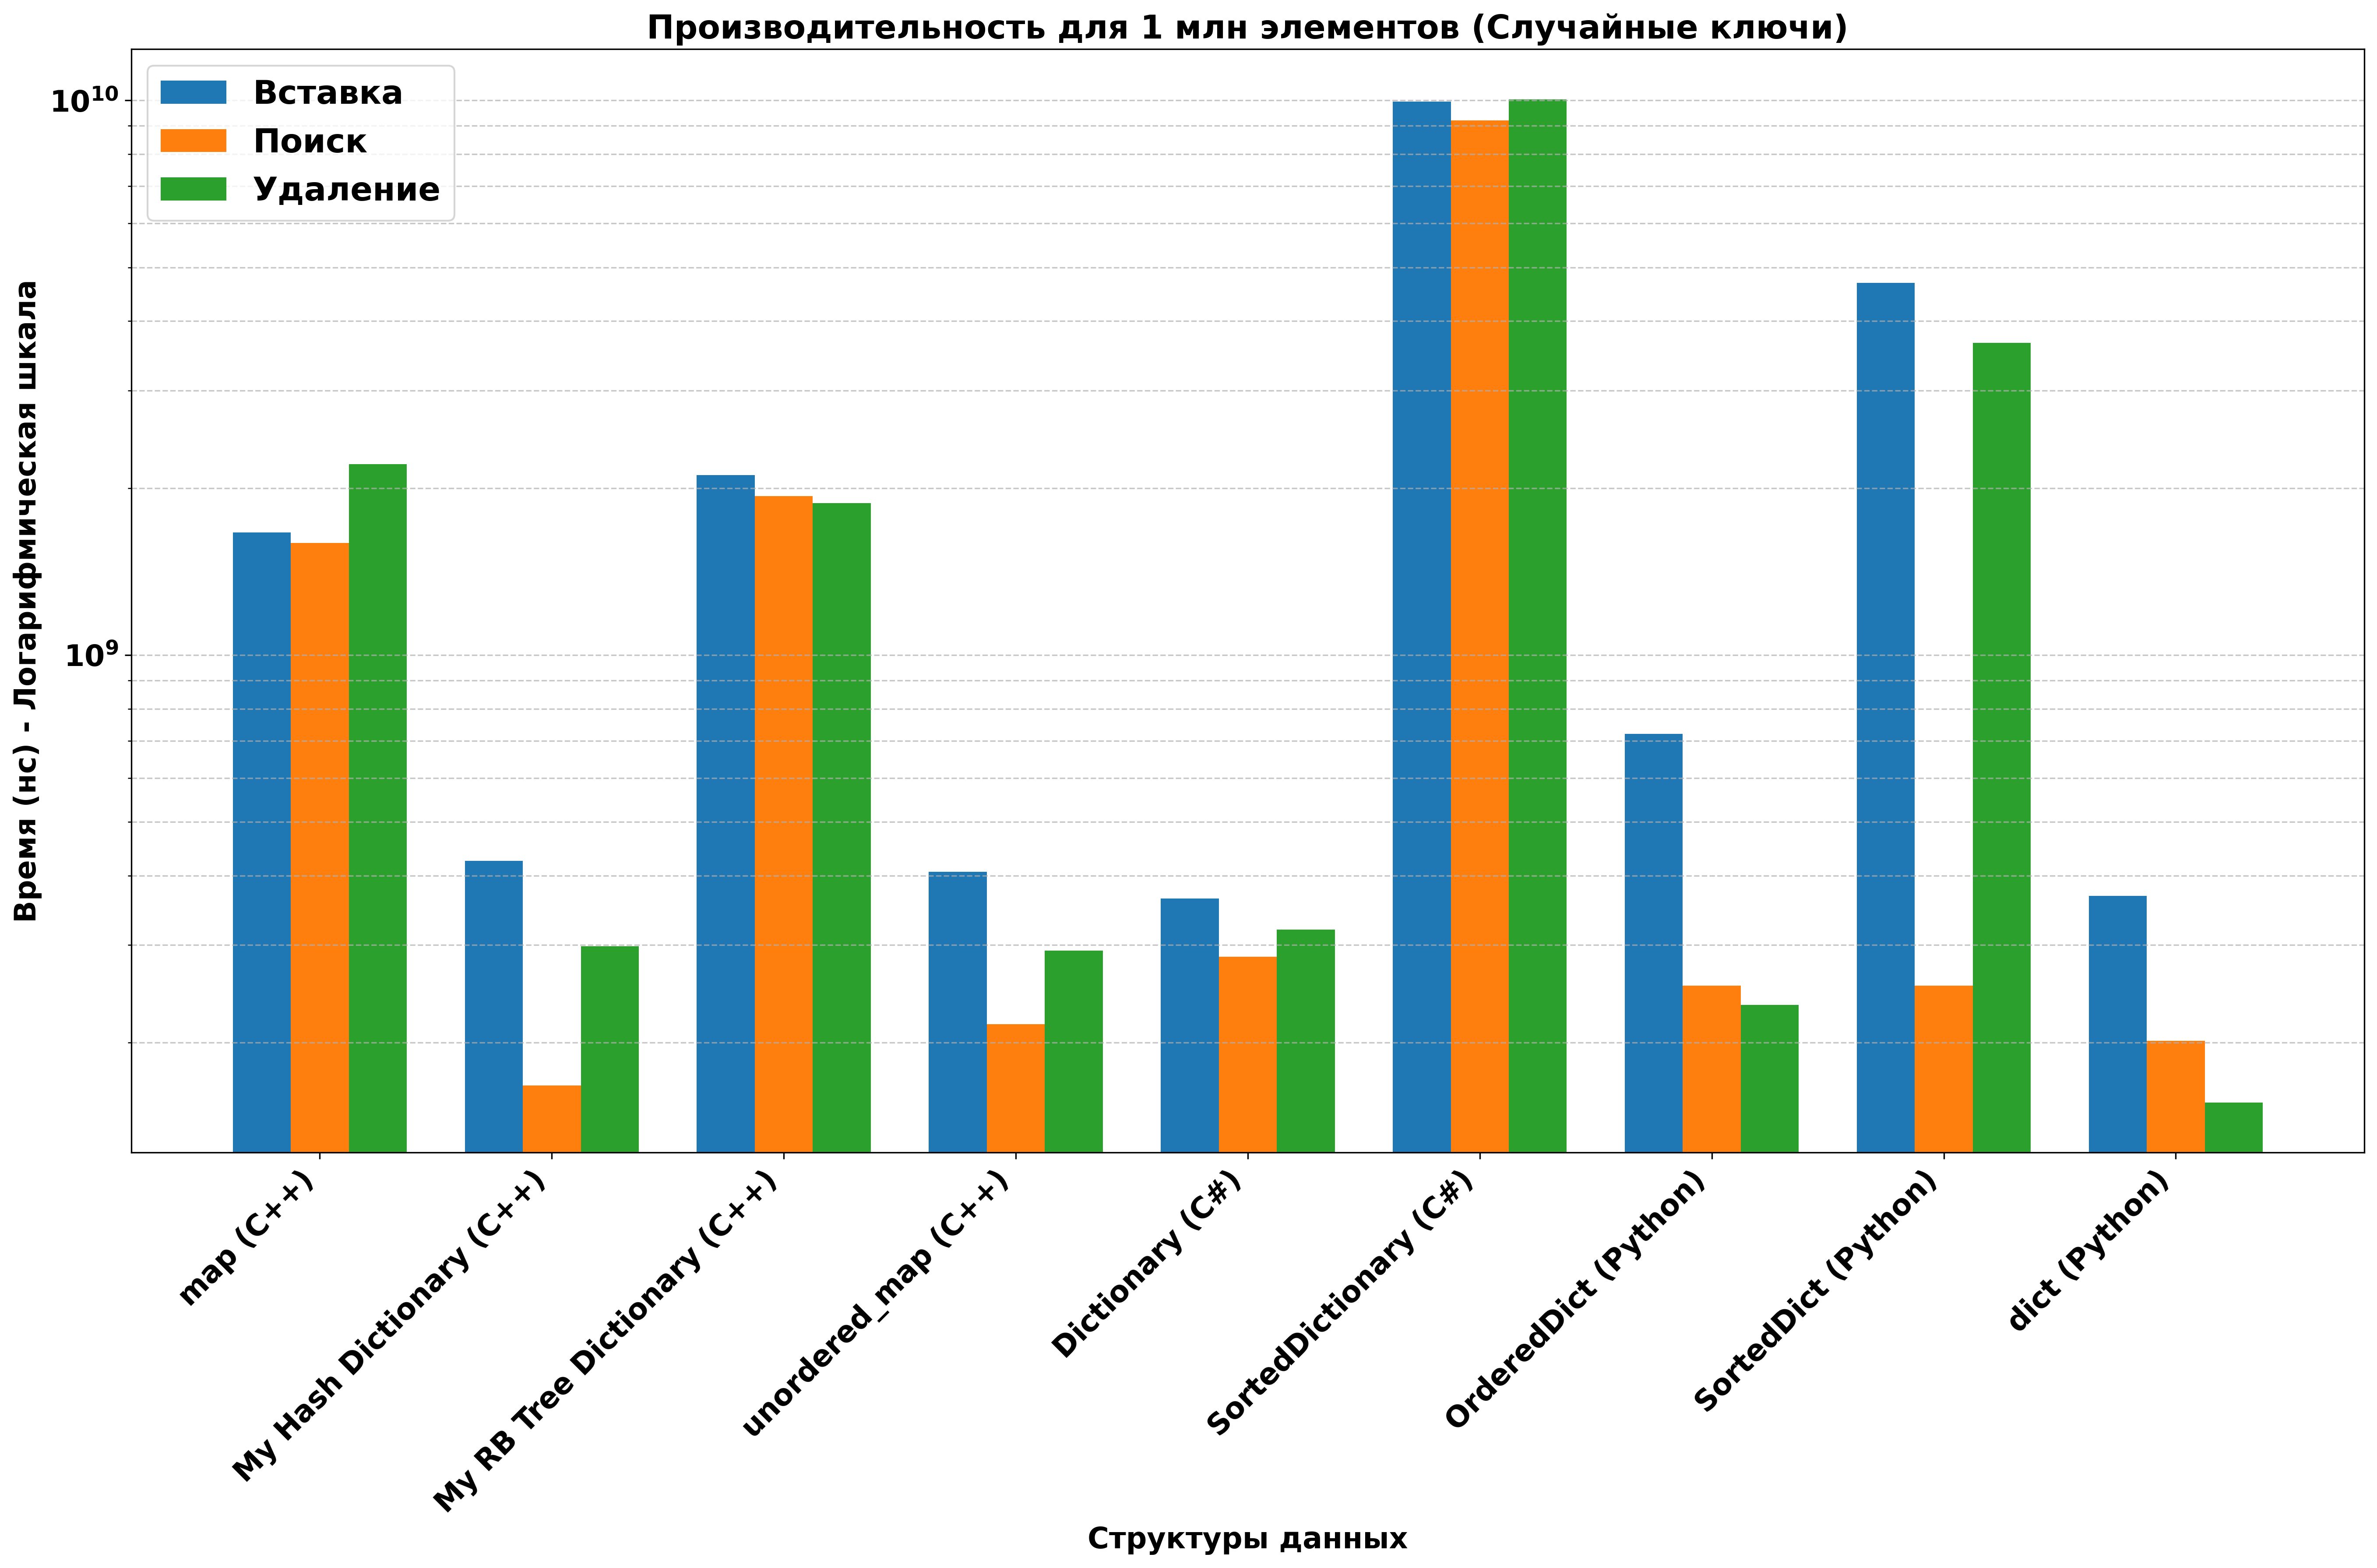 Производительность для 1 млн элементов (Случайные ключи)
Вставка
Поиск
Удаление
10¹⁰
10⁹
Время (нс) - Логарифмическая шкала
map (C++)
My Hash Dictionary (C++)
My RB Tree Dictionary (C++)
unordered_map (C++)
Dictionary (C#)
SortedDictionary (C#)
OrderedDict (Python)
SortedDict (Python)
dict (Python)
Структуры данных